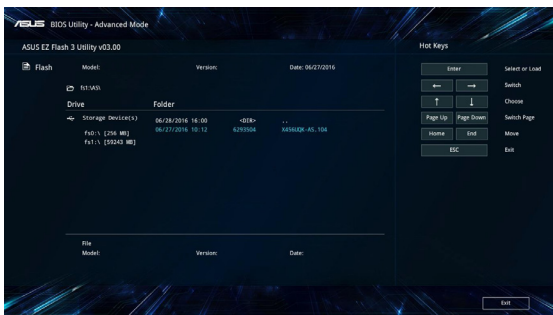 ASUS BIOS Utility - Advanced Mode
ASUS EZ Flash 3 Utility v03.00
Hot Keys
Flash
Model: Version: Date: 06/27/2016
fs1:\AS\
Drive Folder
Storage Device(s)
fs0:\ [256 MB]
fs1:\ [59243 MB]
06/28/2016 16:00 <DIR> ..
06/27/2016 10:12 6293504 X456UQK-AS.104
Enter Select or Load
← → Switch
↑ ↓ Choose
Page Up Page Down Switch Page
Home End Move
ESC Exit
File
Model: Version: Date:
Exit